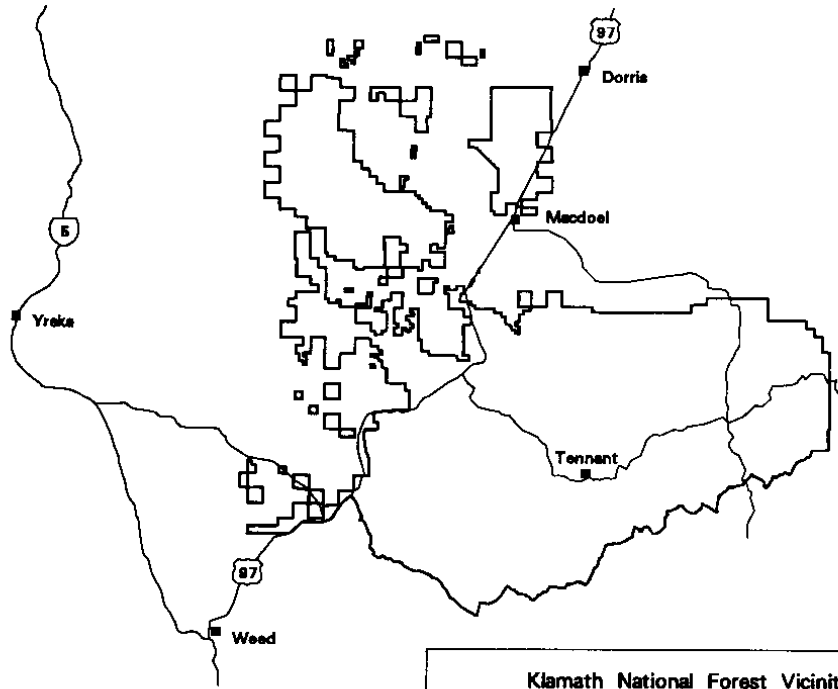 97
Dorris
Macdoel
5
Yreka
Tennant
97
Weed
Klamath National Forest Vicinit